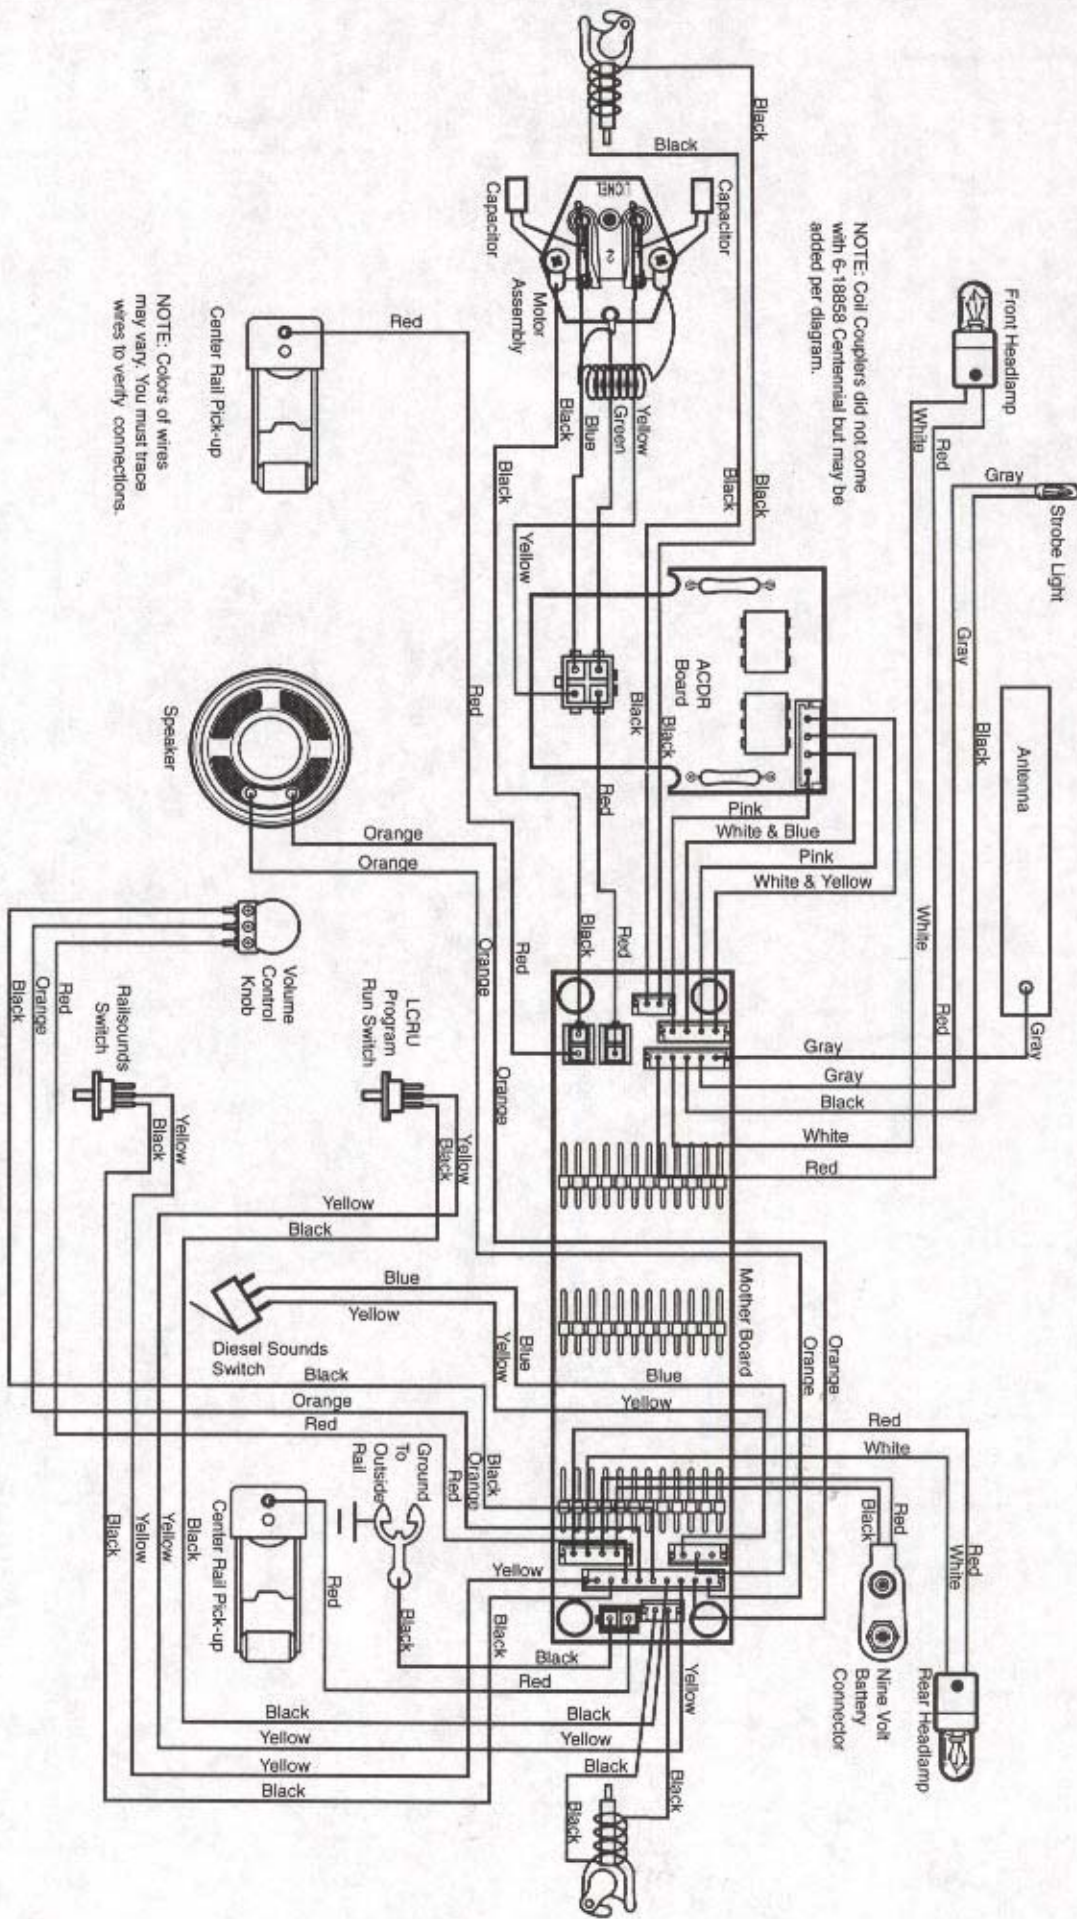 Black
Black
Capacitor
Capacitor
LCNEL
2
Motor
Assembly
NOTE: Coil Couplers did not come
with 6-18858 Centennial but may be
added per diagram.
Front Headlamp
White
Red
Gray
Strobe Light
Gray
Black
Antenna
Gray
Center Rail Pick-up
Red
NOTE: Colors of wires
may vary. You must trace
wires to verify connections.
Black
Blue
Green
Yellow
Black
Black
Black
Yellow
ACDR
Board
Black
Black
Red
Red
Pink
White & Blue
Pink
White & Yellow
White
Red
Speaker
Orange
Orange
Orange
Red
Black
Red
Volume
Control
Knob
LCRU
Program
Run Switch
Railsounds
Switch
Red
Orange
Black
Gray
Gray
Black
White
Red
Orange
Yellow
Black
Yellow
Black
Yellow
Black
Mother Board
Orange
Orange
Blue
Yellow
Blue
Yellow
Blue
Yellow
Diesel Sounds
Switch
Black
Orange
Red
Black
Orange
Red
Red
White
Red
Black
Red
White
Nine Volt
Battery
Connector
Rear Headlamp
Ground
To
Outside
Rail
Center Rail Pick-up
Red
Black
Black
Yellow
Yellow
Black
Yellow
Black
Black
Red
Yellow
Black
Black
Yellow
Yellow
Yellow
Black
Black
Black
Black